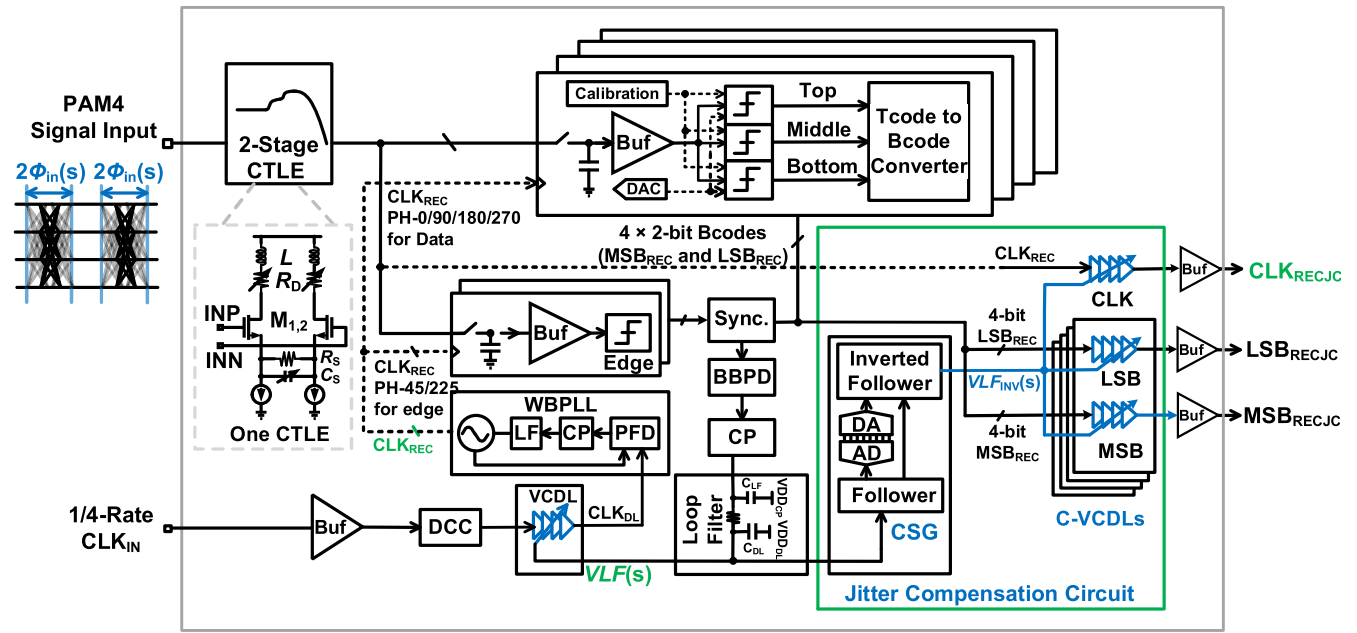 PAM4
Signal Input
2Φin(s) 2Φin(s)
2-Stage
CTLE
L
RD
INP
M1,2
INN
RS
CS
One CTLE
1/4-Rate
CLKIN
Buf
DCC
VCDL
CLKDL
VLF(s)
Calibration
Buf
DAC
Top
Middle
Bottom
Tcode to
Bcode
Converter
CLKREC
PH-0/90/180/270
for Data
4 × 2-bit Bcodes
(MSBREC and LSBREC)
Buf
Edge
CLKREC
PH-45/225
for edge
CLKREC
WBPLL
LF
CP
PFD
Sync.
BBPD
CP
Loop
Filter
CLF
VDDCP
CDL
VDDDL
Inverted
Follower
DA
AD
Follower
CSG
CLKREC
CLK
4-bit
LSBREC
LSB
VLFINV(s)
4-bit
MSBREC
MSB
C-VCDLs
Jitter Compensation Circuit
Buf
CLKRECJC
Buf
LSBRECJC
Buf
MSBRECJC